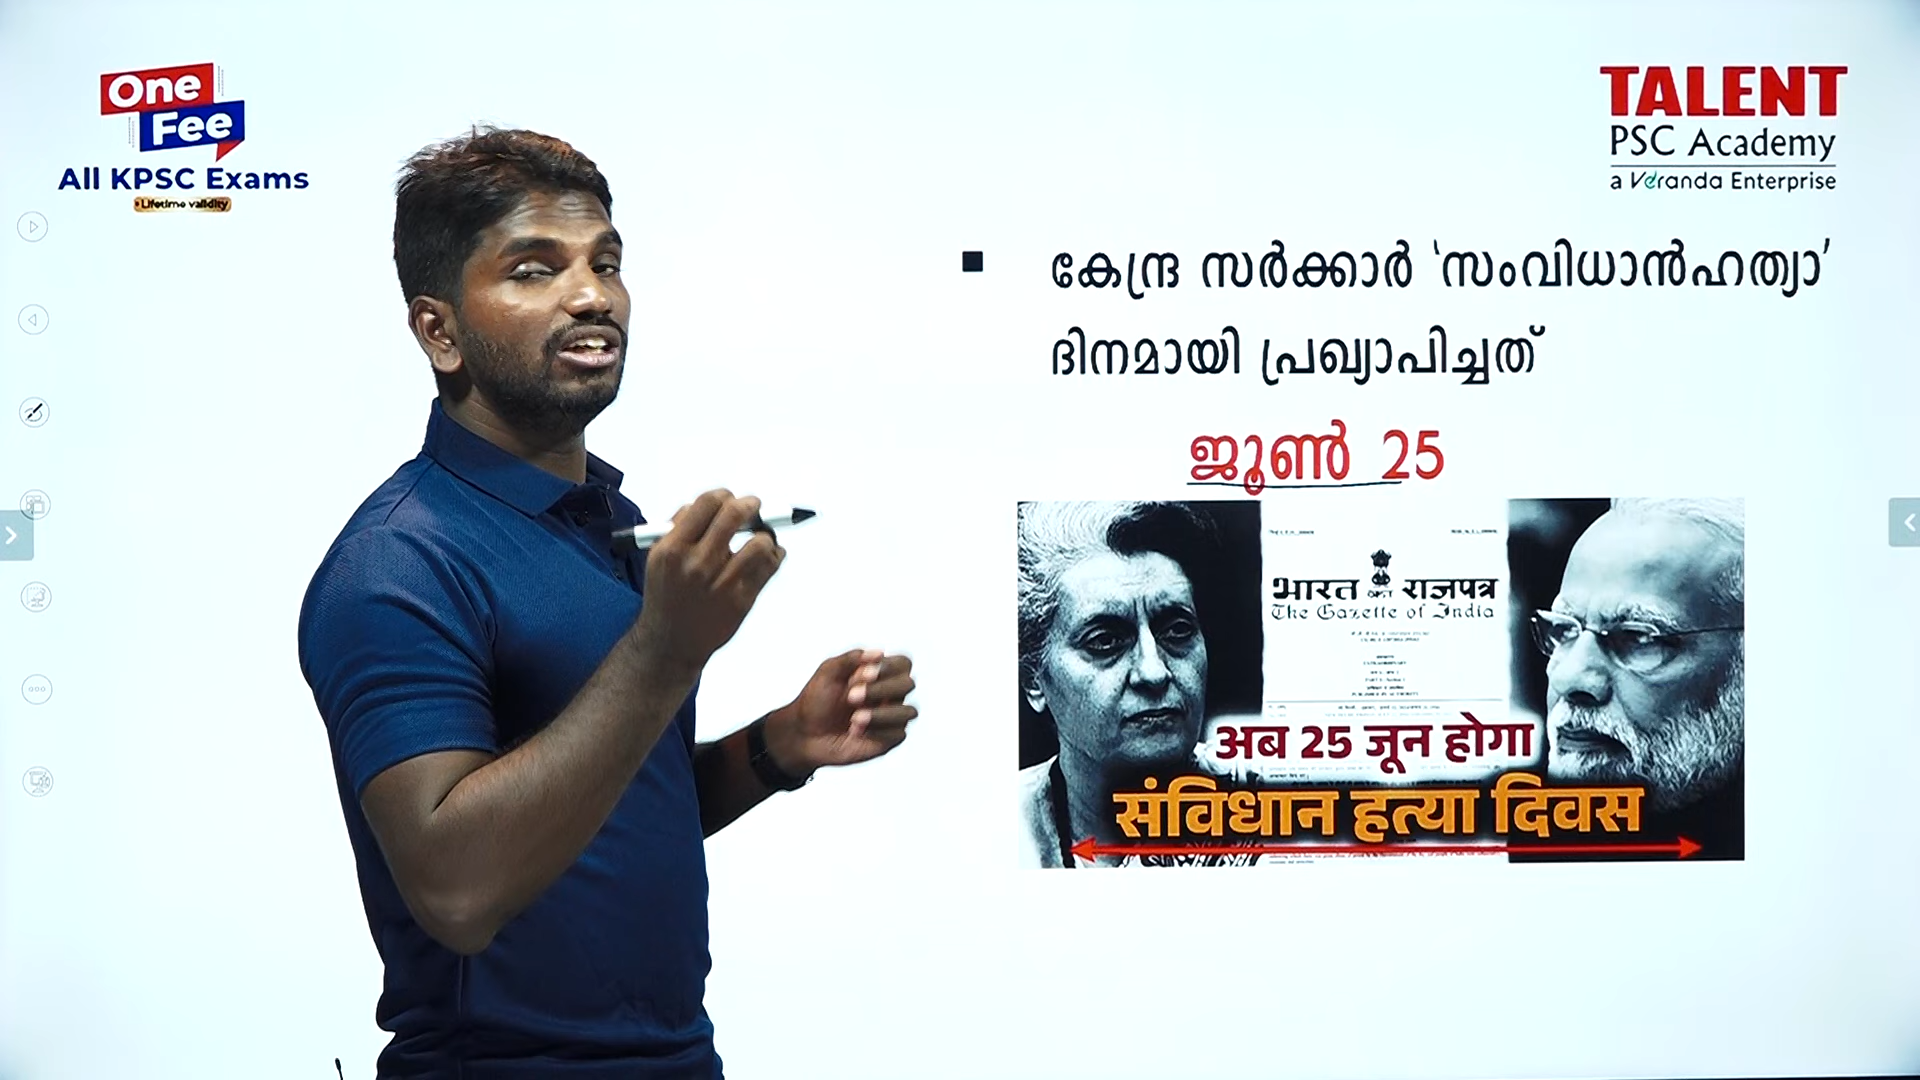 One
Fee
All KPSC Exams
Lifetime validity
TALENT
PSC Academy
a Veranda Enterprise
കേന്ദ്ര സർക്കാർ ‘സംവിധാൻഹത്യാ’
ദിനമായി പ്രഖ്യാപിച്ചത്
ജൂൺ 25
भारत राजपत्र
The Gazette of India
अब 25 जून होगा
संविधान हत्या दिवस